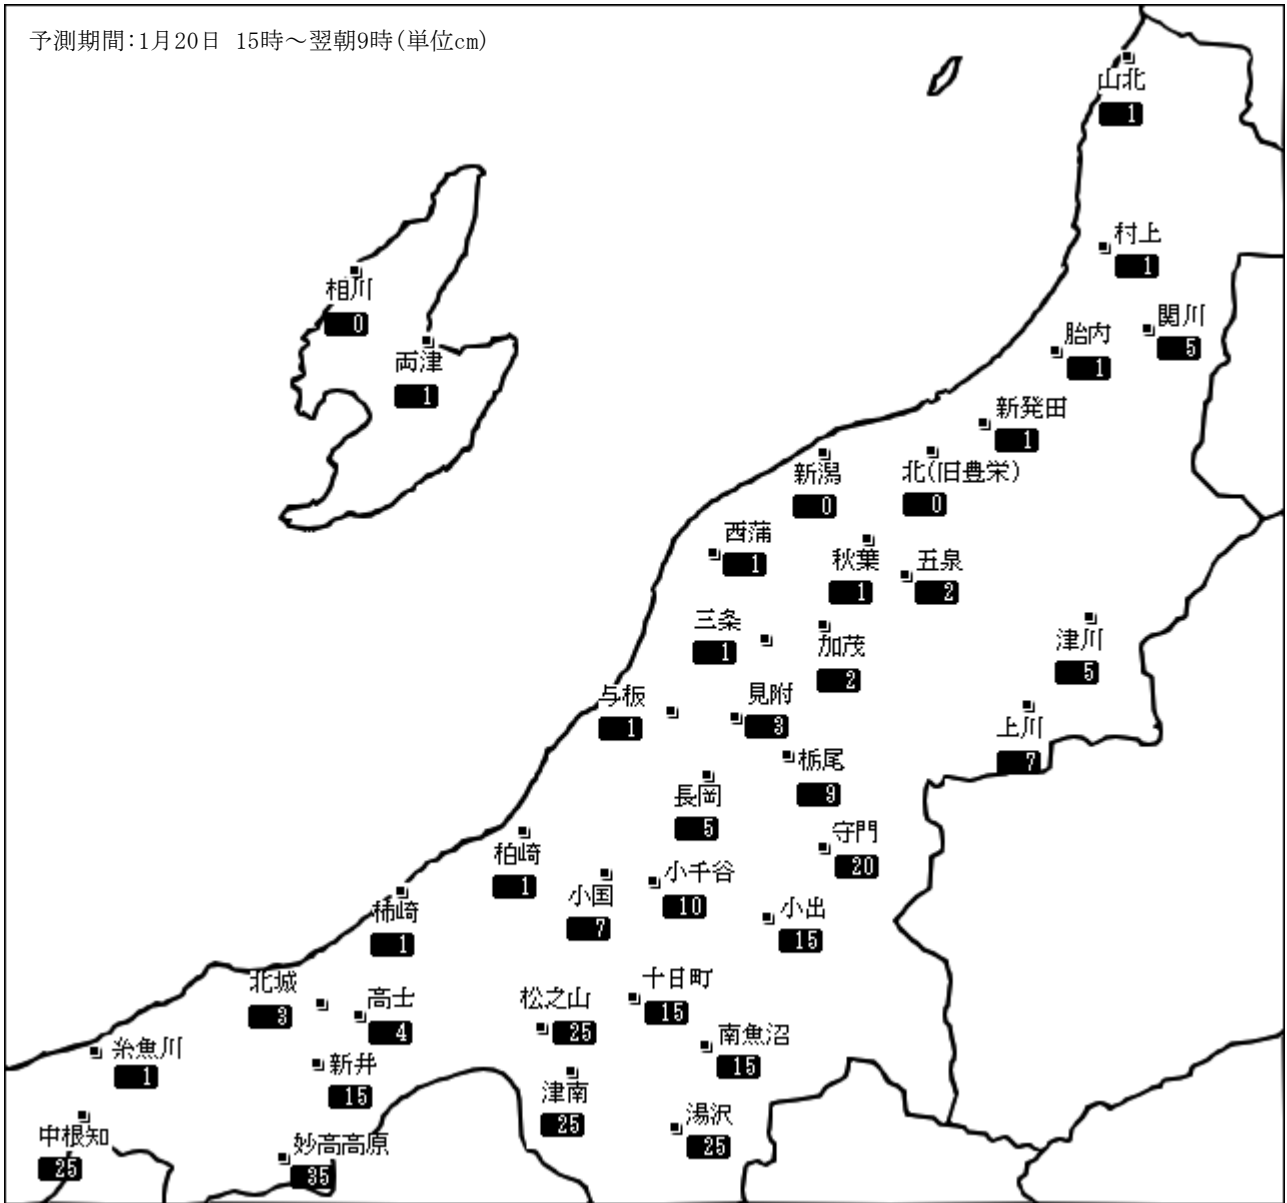 予測期間:1月20日 15時～翌朝9時(単位cm)
山北
1
村上
1
相川
0
関川
5
両津
1
胎内
1
新発田
1
新潟
0
北(旧豊栄)
0
西蒲
1
秋葉
1
五泉
2
三条
1
加茂
2
津川
5
与板
1
見附
3
上川
7
栃尾
9
長岡
5
守門
20
柏崎
1
小千谷
10
小国
7
小出
15
柿崎
1
北城
3
高士
4
松之山
25
十日町
15
南魚沼
15
糸魚川
1
新井
15
津南
25
湯沢
25
中根知
25
妙高高原
35